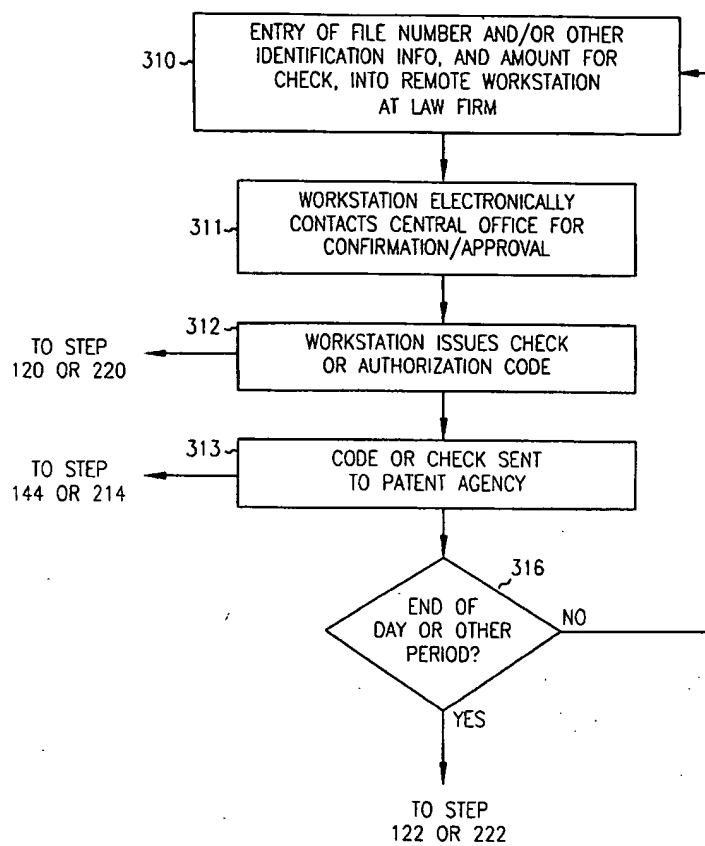 310
ENTRY OF FILE NUMBER AND/OR OTHER
IDENTIFICATION INFO, AND AMOUNT FOR
CHECK, INTO REMOTE WORKSTATION
AT LAW FIRM
311
WORKSTATION ELECTRONICALLY
CONTACTS CENTRAL OFFICE FOR
CONFIRMATION/APPROVAL
312
WORKSTATION ISSUES CHECK
OR AUTHORIZATION CODE
TO STEP
120 OR 220
313
CODE OR CHECK SENT
TO PATENT AGENCY
TO STEP
144 OR 214
316
END OF
DAY OR OTHER
PERIOD?
NO
YES
TO STEP
122 OR 222